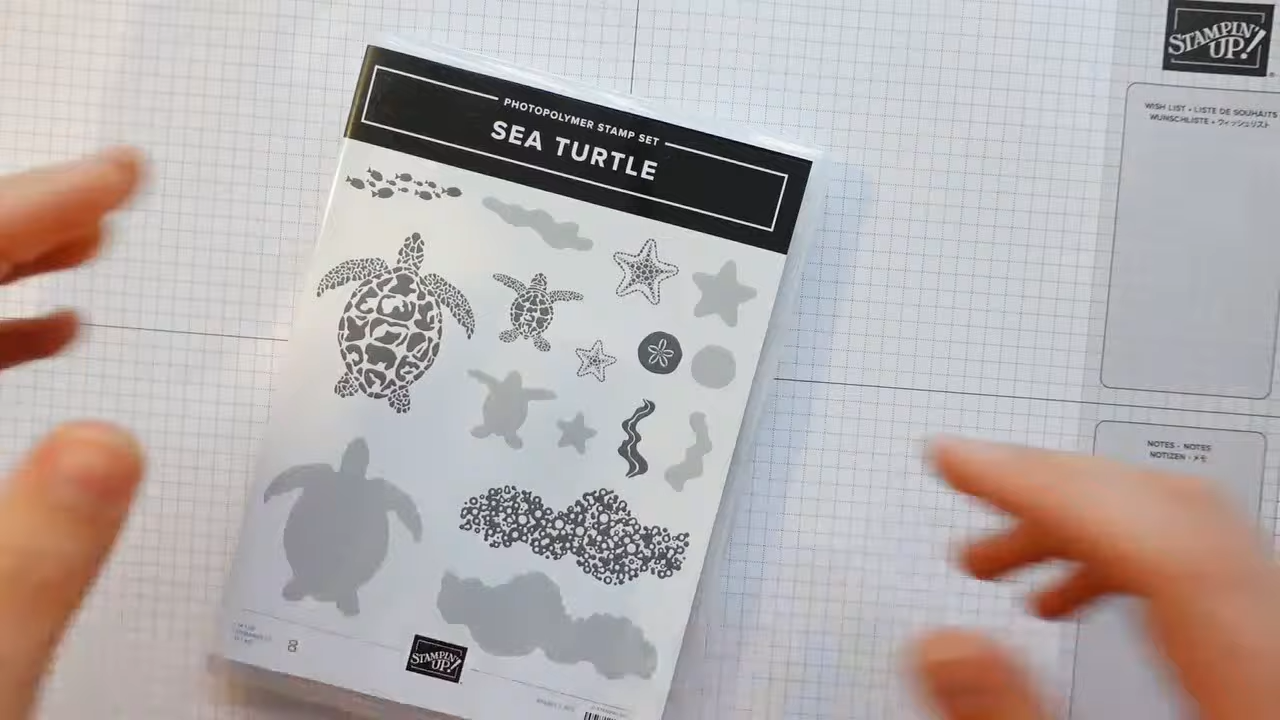 PHOTOPOLYMER STAMP SET
SEA TURTLE
STAMPIN' UP!
STAMPIN' UP!
WISH LIST • LISTE DE SOUHAITS
WUNSCHLISTE • ウィッシュリスト
NOTES • NOTES
NOTIZEN • メモ